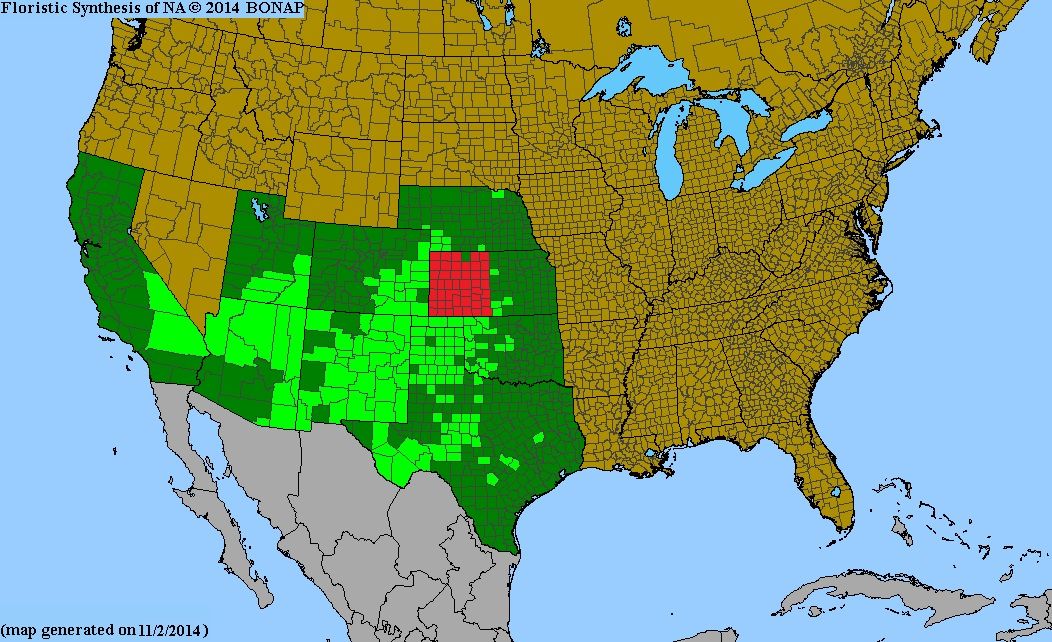 Floristic Synthesis of NA © 2014 BONAP
(map generated on 11/2/2014)